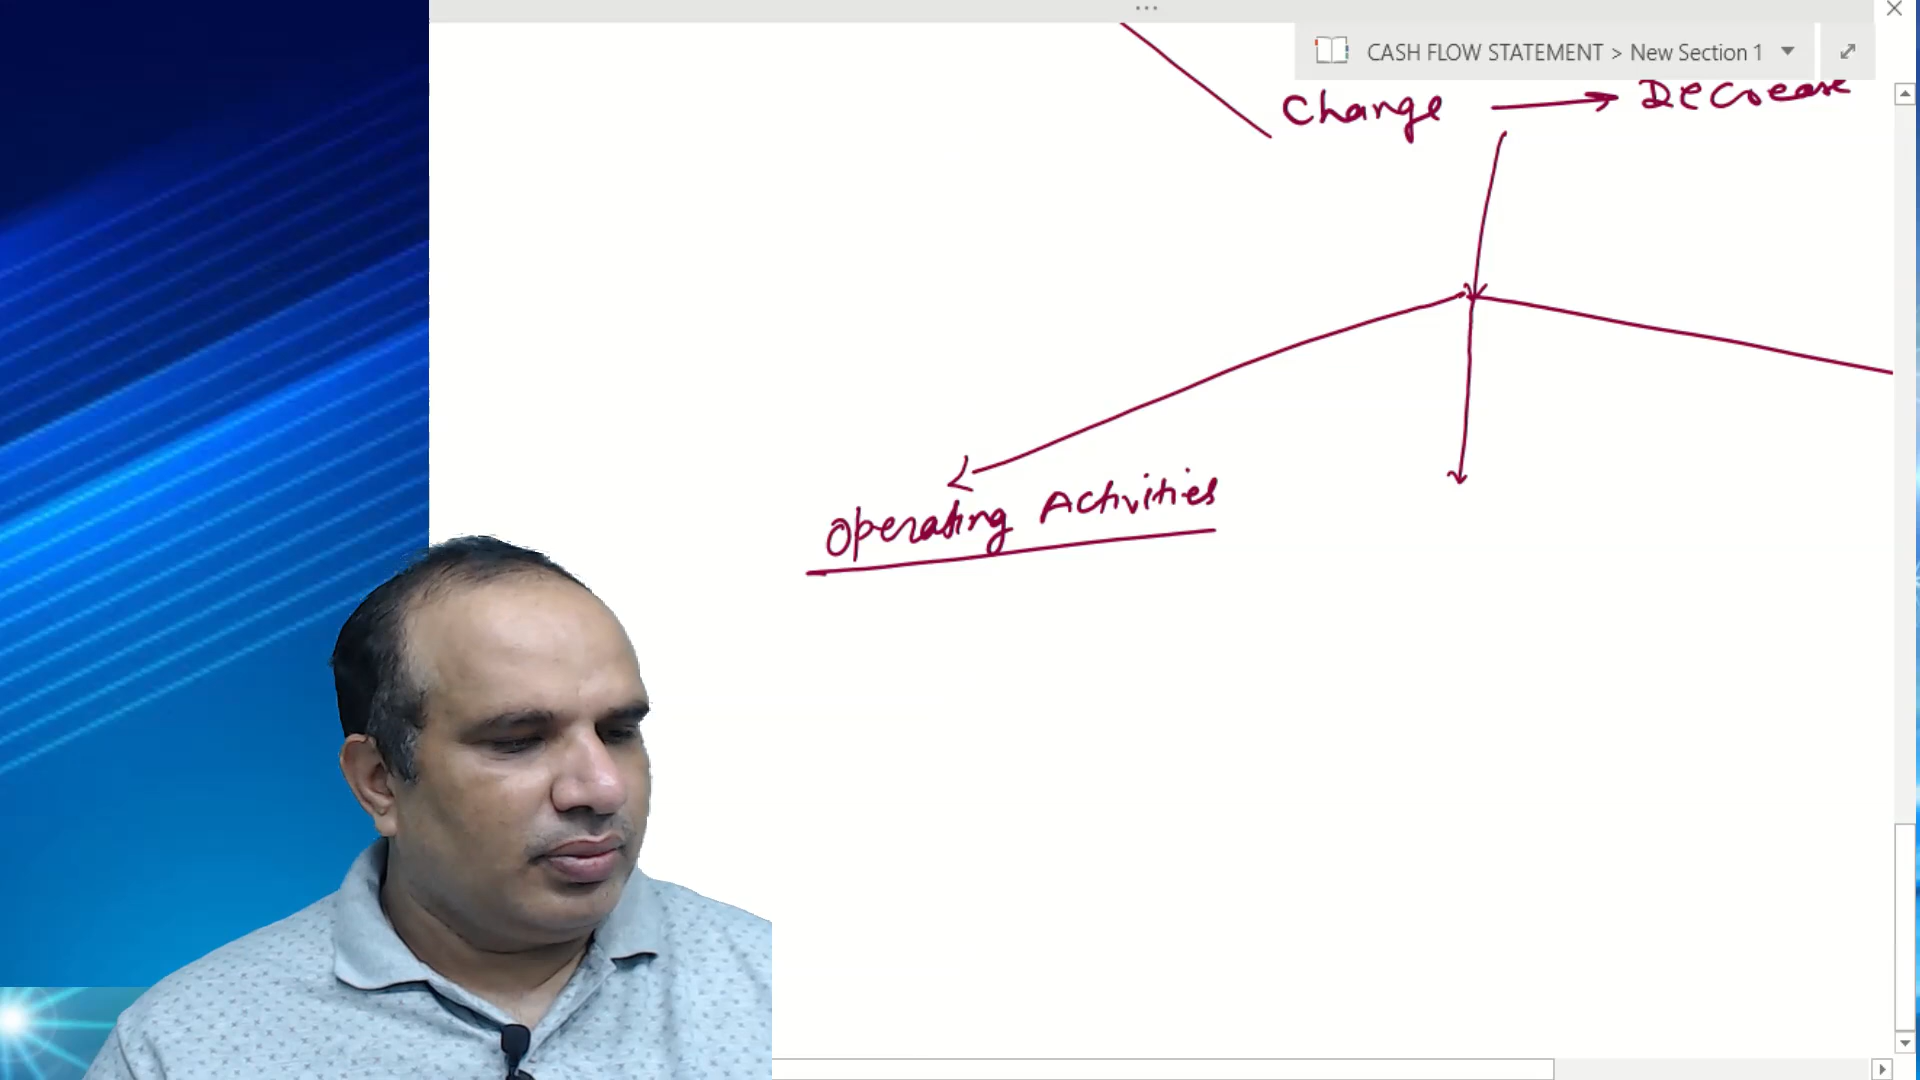 CASH FLOW STATEMENT > New Section 1
Change → Decrease
Operating Activities